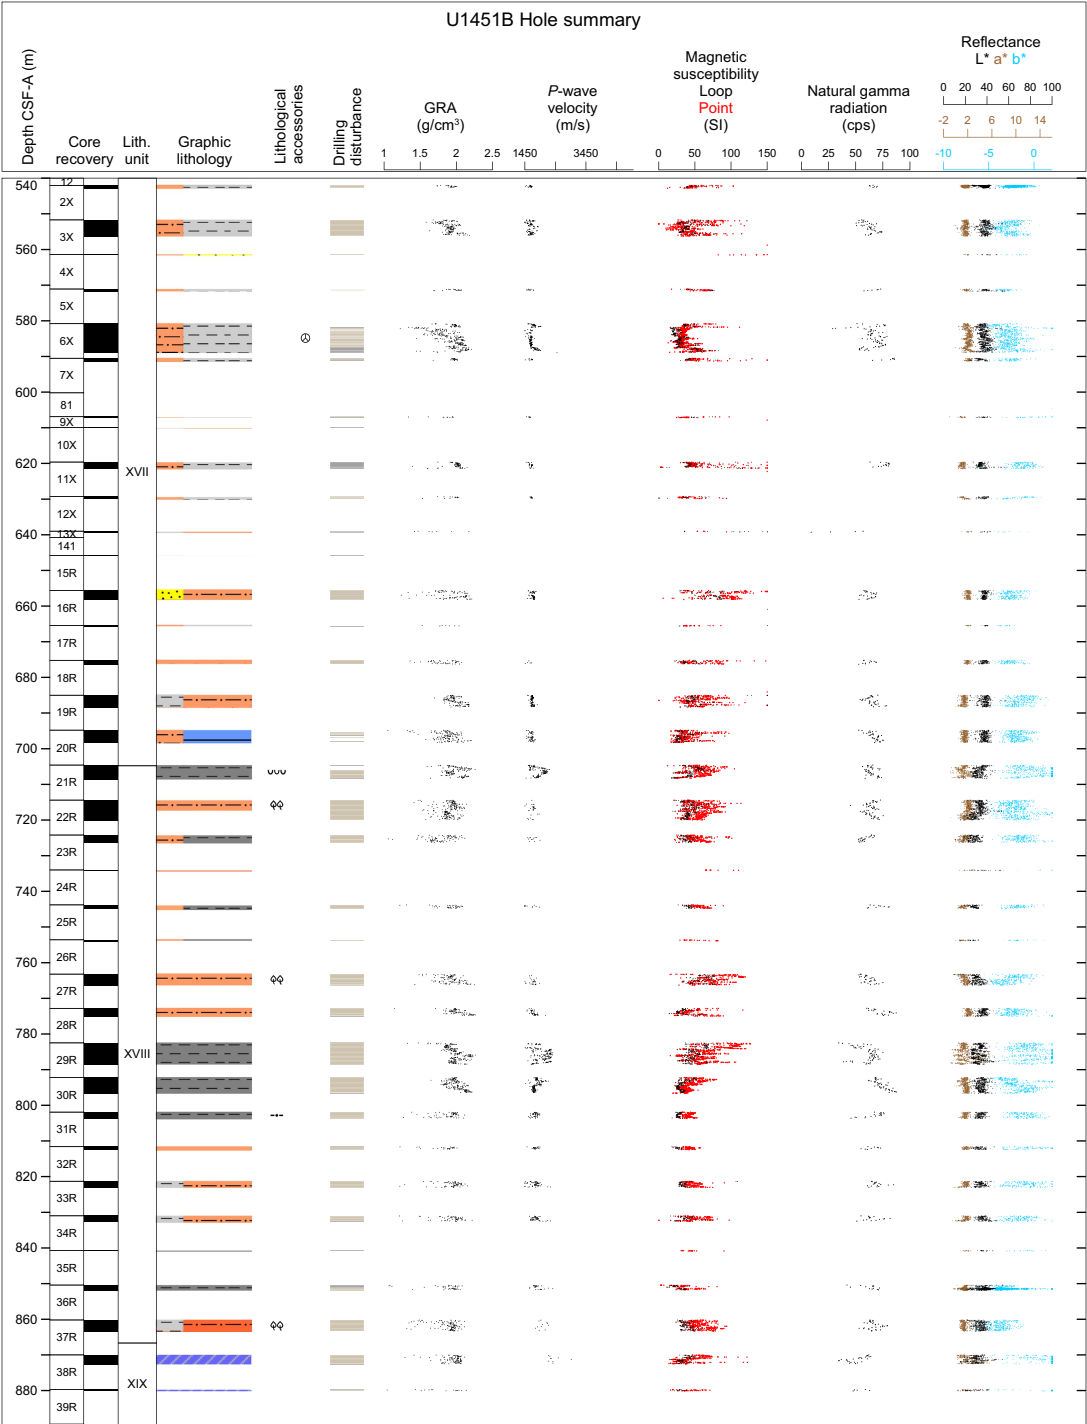 U1451B Hole summary
Depth CSF-A (m)
Core
recovery
Lith.
unit
Graphic
lithology
Lithological
accessories
Drilling
disturbance
GRA
(g/cm³)
1 1.5 2 2.5
P-wave
velocity
(m/s)
1450 3450
Magnetic
susceptibility
Loop
Point
(SI)
0 50 100 150
Natural gamma
radiation
(cps)
0 25 50 75 100
Reflectance
L* a* b*
0 20 40 60 80 100
-2 2 6 10 14
-10 -5 0
540
12
2X
3X
560
4X
5X
580
6X
7X
600
81
9X
10X
620
XVII
11X
12X
640
13X
141
15R
660
16R
17R
680
18R
19R
700
20R
21R
720
22R
23R
740
24R
25R
26R
760
27R
780
28R
XVIII
29R
800
30R
31R
820
32R
33R
34R
840
35R
36R
860
37R
38R
880
XIX
39R